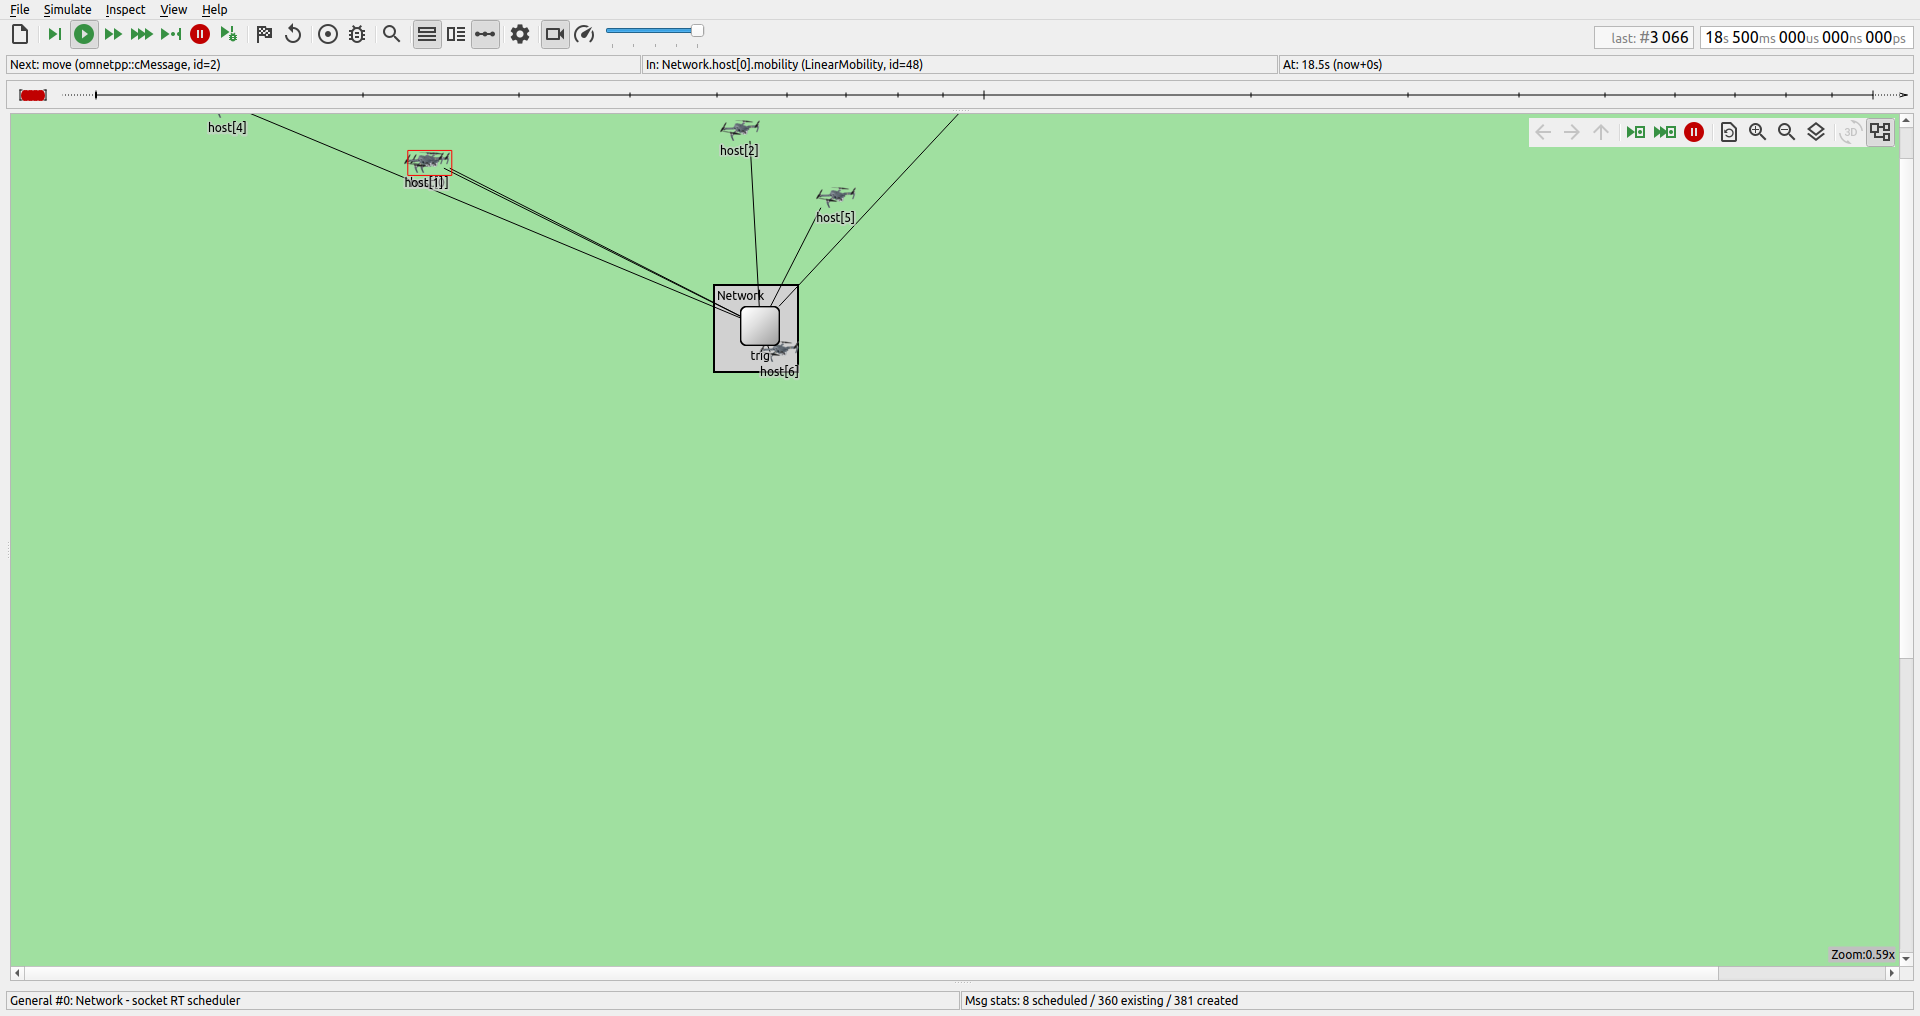 File Simulate Inspect View Help
last: #3 066
18s 500ms 000us 000ns 000ps
Next: move (omnetpp::cMessage, id=2)
In: Network.host[0].mobility (LinearMobility, id=48)
At: 18.5s (now+0s)
host[4]
host[2]
3D
host[1]
host[5]
Network
trig
host[6]
Zoom:0.59x
General #0: Network - socket RT scheduler
Msg stats: 8 scheduled / 360 existing / 381 created